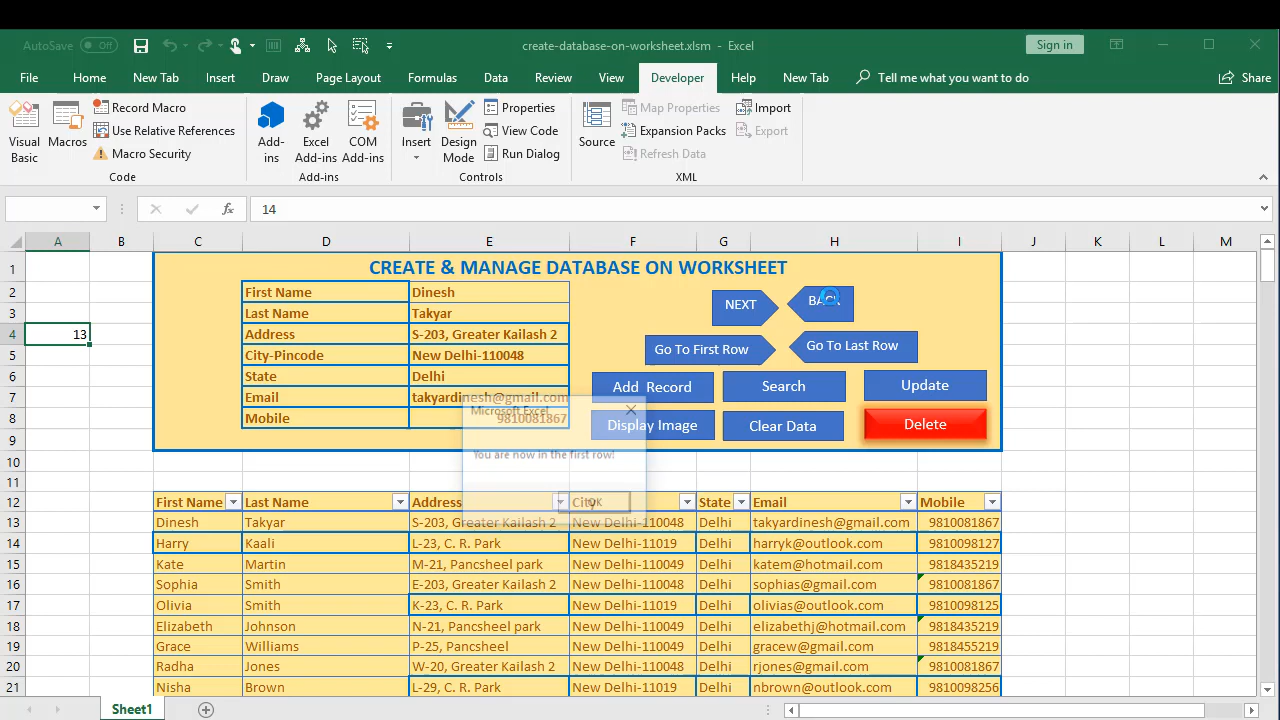 AutoSave Off
create-database-on-worksheet.xlsm - Excel
Sign in
File Home New Tab Insert Draw Page Layout Formulas Data Review View Developer Help New Tab Tell me what you want to do Share
Visual Basic
Macros
Record Macro
Use Relative References
Macro Security
Code
Add-ins
Excel Add-ins
COM Add-ins
Add-ins
Insert
Design Mode
Properties
View Code
Run Dialog
Controls
Source
Map Properties
Expansion Packs
Refresh Data
Import
Export
XML
fx 14
A B C D E F G H I J K L M
1 CREATE & MANAGE DATABASE ON WORKSHEET
2 First Name Dinesh
3 Last Name Takyar
4 13 Address S-203, Greater Kailash 2
5 City-Pincode New Delhi-110048
6 State Delhi
7 Email takyardinesh@gmail.com
8 Mobile 9810081867
9
10
11
NEXT BACK
Go To First Row Go To Last Row
Add Record Search Update
Display Image Clear Data Delete
Microsoft Excel
You are now in the first row!
OK
12 First Name Last Name Address City State Email Mobile
13 Dinesh Takyar S-203, Greater Kailash 2 New Delhi-110048 Delhi takyardinesh@gmail.com 9810081867
14 Harry Kaali L-23, C. R. Park New Delhi-11019 Delhi harryk@outlook.com 9810098127
15 Kate Martin M-21, Pancsheel park New Delhi-110049 Delhi katem@hotmail.com 9818435219
16 Sophia Smith E-203, Greater Kailash 2 New Delhi-110048 Delhi sophias@gmail.com 9810081867
17 Olivia Smith K-23, C. R. Park New Delhi-11019 Delhi olivias@outlook.com 9810098125
18 Elizabeth Johnson N-21, Pancsheel park New Delhi-110049 Delhi elizabethj@hotmail.com 9818435219
19 Grace Williams P-25, Pancsheel New Delhi-110049 Delhi gracew@gmail.com 9818455219
20 Radha Jones W-20, Greater Kailash 2 New Delhi-110048 Delhi rjones@gmail.com 9810081867
21 Nisha Brown L-29, C. R. Park New Delhi-11019 Delhi nbrown@outlook.com 9810098256
Sheet1